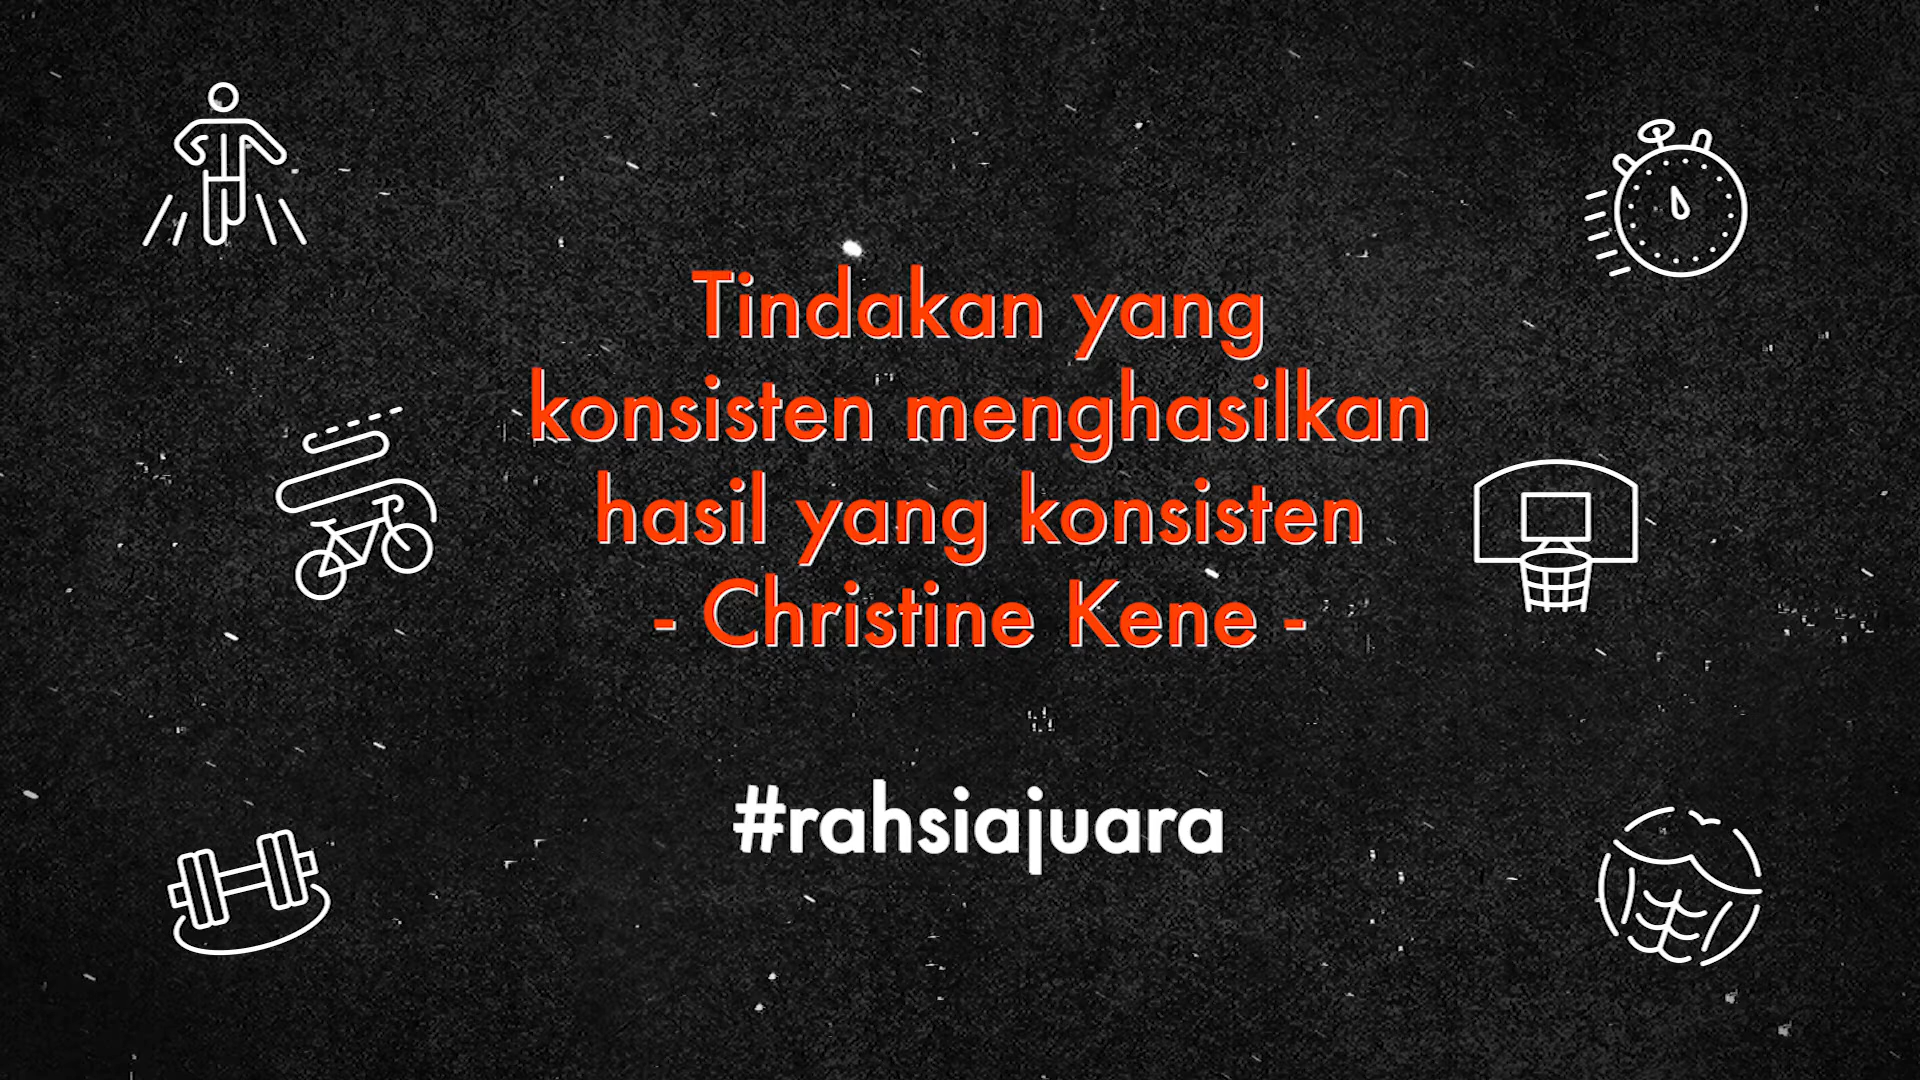 Tindakan yang
konsisten menghasilkan
hasil yang konsisten
- Christine Kene -
#rahsiajuara